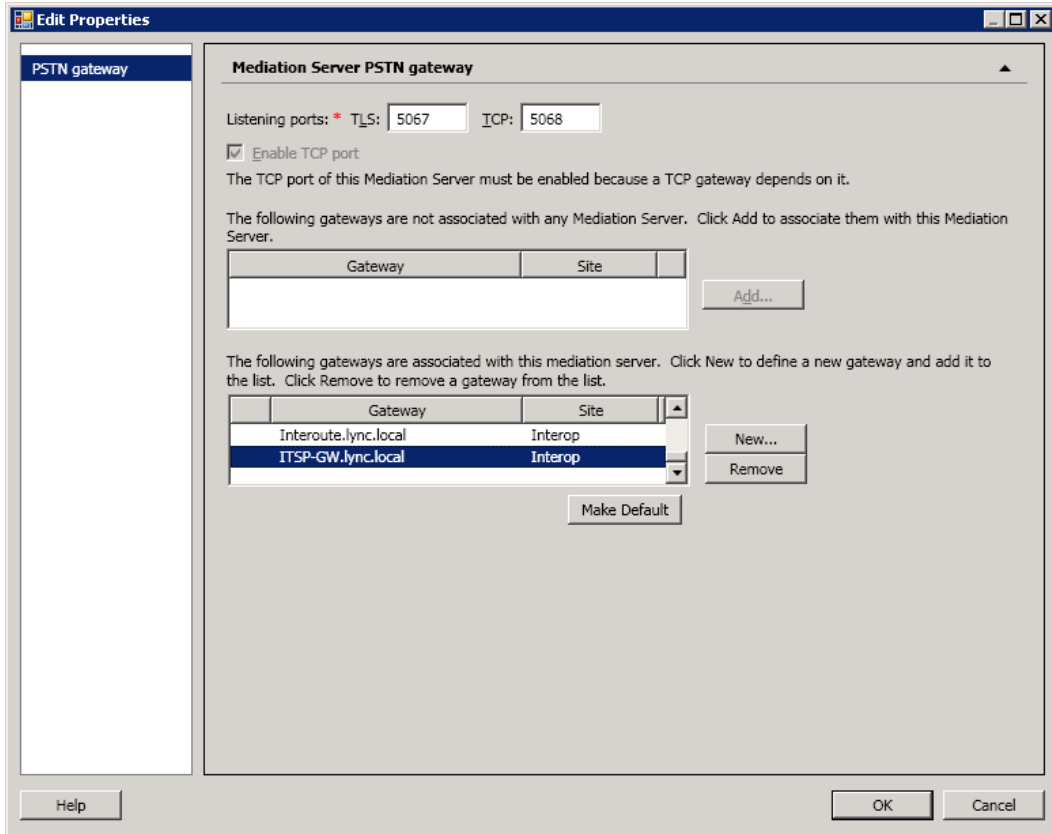 Edit Properties
PSTN gateway
Mediation Server PSTN gateway
Listening ports: * TLS: 5067 TCP: 5068
Enable TCP port
The TCP port of this Mediation Server must be enabled because a TCP gateway depends on it.
The following gateways are not associated with any Mediation Server. Click Add to associate them with this Mediation
Server.
Gateway Site
Add...
The following gateways are associated with this mediation server. Click New to define a new gateway and add it to
the list. Click Remove to remove a gateway from the list.
Gateway Site
Interoute.lync.local Interop
ITSP-GW.lync.local Interop
New...
Remove
Make Default
Help OK Cancel